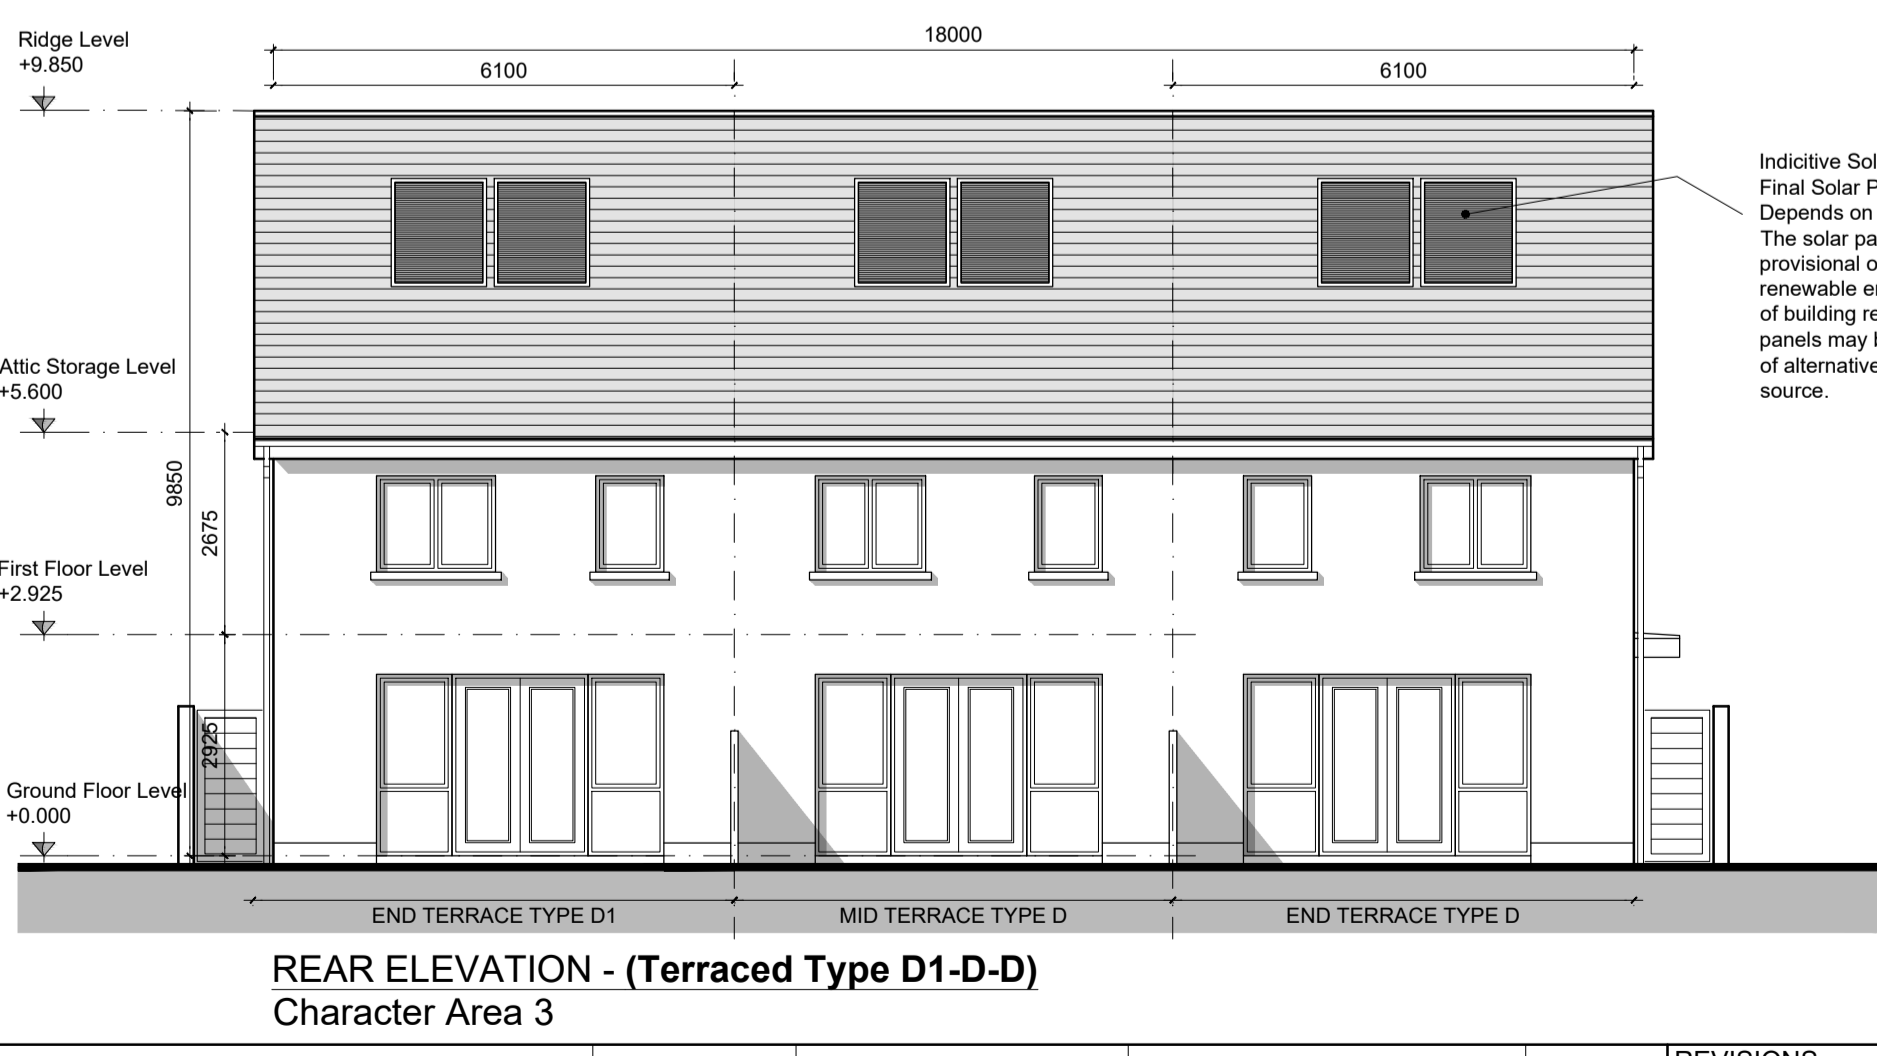 Ridge Level
+9.850
18000
6100
6100
Indicitive
Final Solar
Depends on
The solar
provisional
renewable
of building
panels may
of alternative
source.
Attic Storage Level
+5.600
9850
2675
First Floor Level
+2.925
2925
Ground Floor Level
+0.000
END TERRACE TYPE D1
MID TERRACE TYPE D
END TERRACE TYPE D
REAR ELEVATION - (Terraced Type D1-D-D)
Character Area 3
REVISIONS